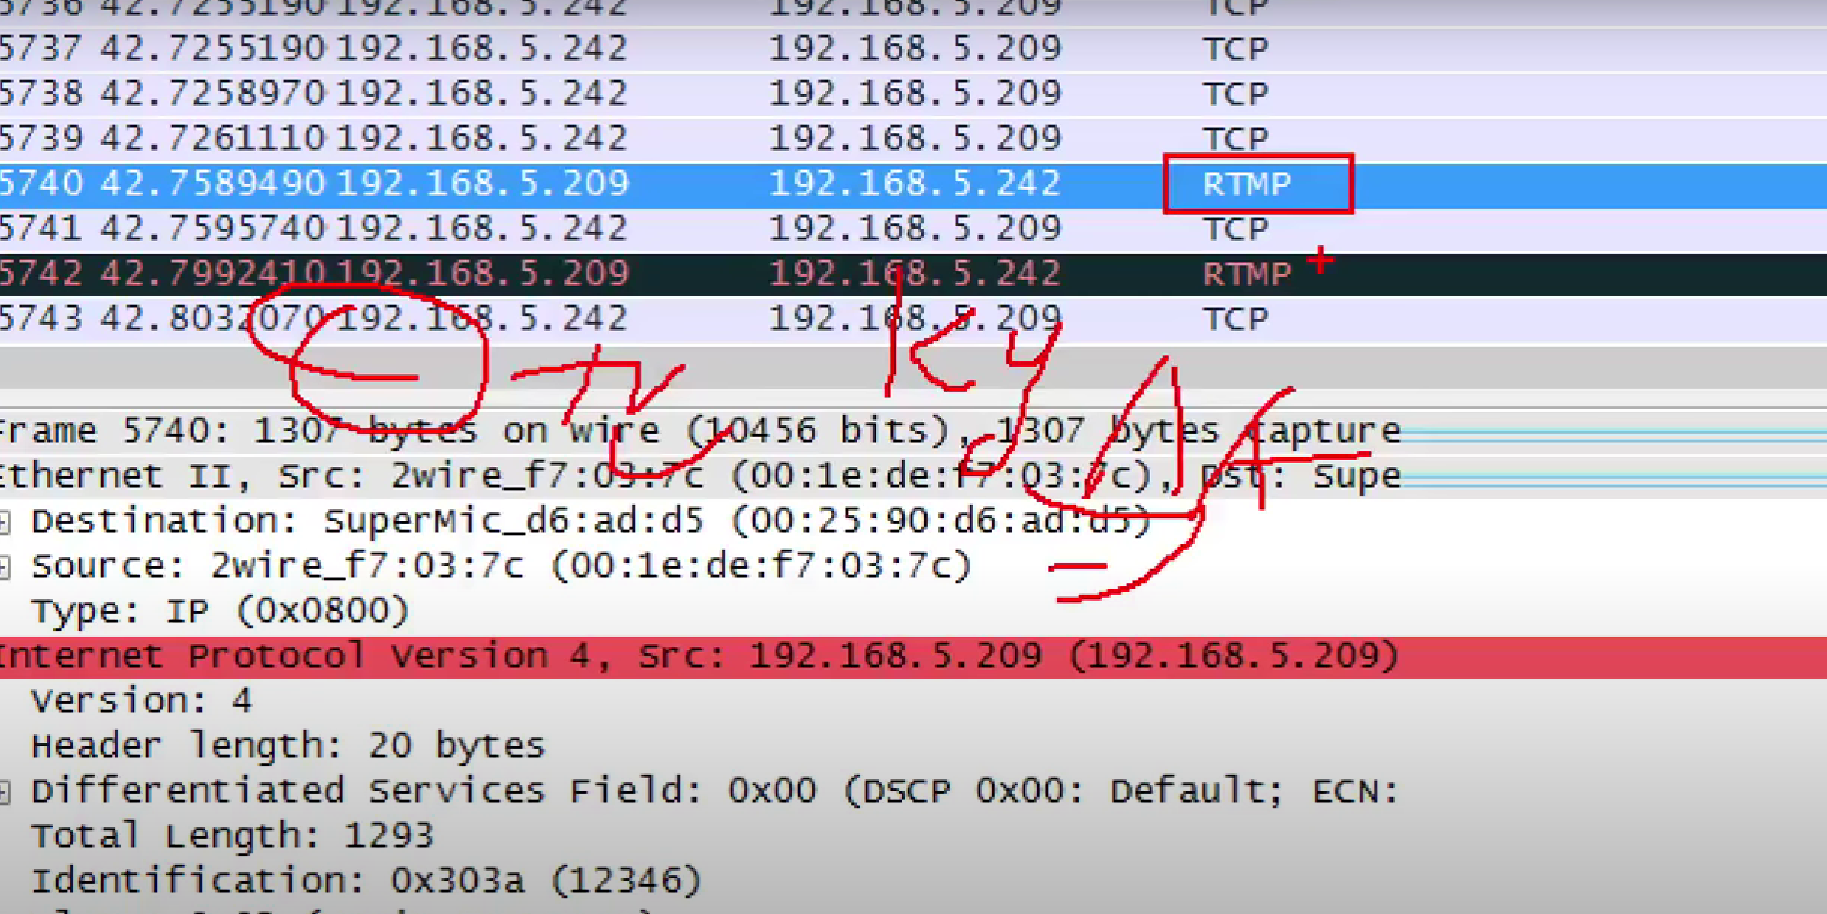 5736 42.7255190 192.168.5.242 192.168.5.209 TCP
5737 42.7255190 192.168.5.242 192.168.5.209 TCP
5738 42.7258970 192.168.5.242 192.168.5.209 TCP
5739 42.7261110 192.168.5.242 192.168.5.209 TCP
5740 42.7589490 192.168.5.209 192.168.5.242 RTMP
5741 42.7595740 192.168.5.242 192.168.5.209 TCP
5742 42.7992410 192.168.5.209 192.168.5.242 RTMP
5743 42.8032070 192.168.5.242 192.168.5.209 TCP
Frame 5740: 1307 bytes on wire (10456 bits), 1307 bytes capture
Ethernet II, Src: 2wire_f7:03:7c (00:1e:de:f7:03:7c), Dst: Supe
Destination: SuperMic_d6:ad:d5 (00:25:90:d6:ad:d5)
Source: 2wire_f7:03:7c (00:1e:de:f7:03:7c)
Type: IP (0x0800)
Internet Protocol Version 4, Src: 192.168.5.209 (192.168.5.209)
Version: 4
Header length: 20 bytes
Differentiated Services Field: 0x00 (DSCP 0x00: Default; ECN:
Total Length: 1293
Identification: 0x303a (12346)